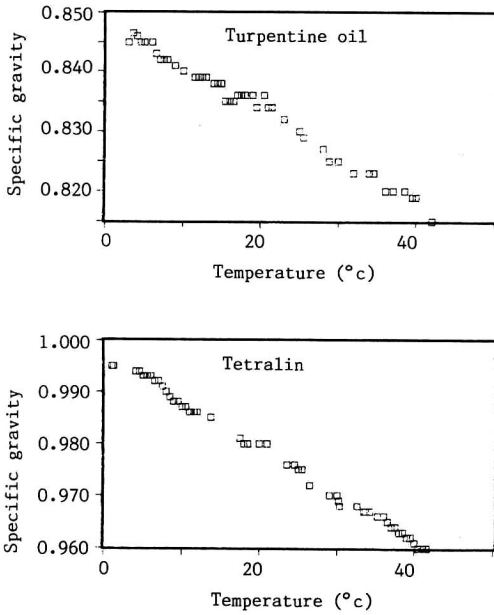 0.850
Turpentine oil
0.840
0.830
0.820
Specific gravity
0 20 40
Temperature (°c)
1.000
Tetralin
0.990
0.980
0.970
0.960
Specific gravity
0 20 40
Temperature (°c)